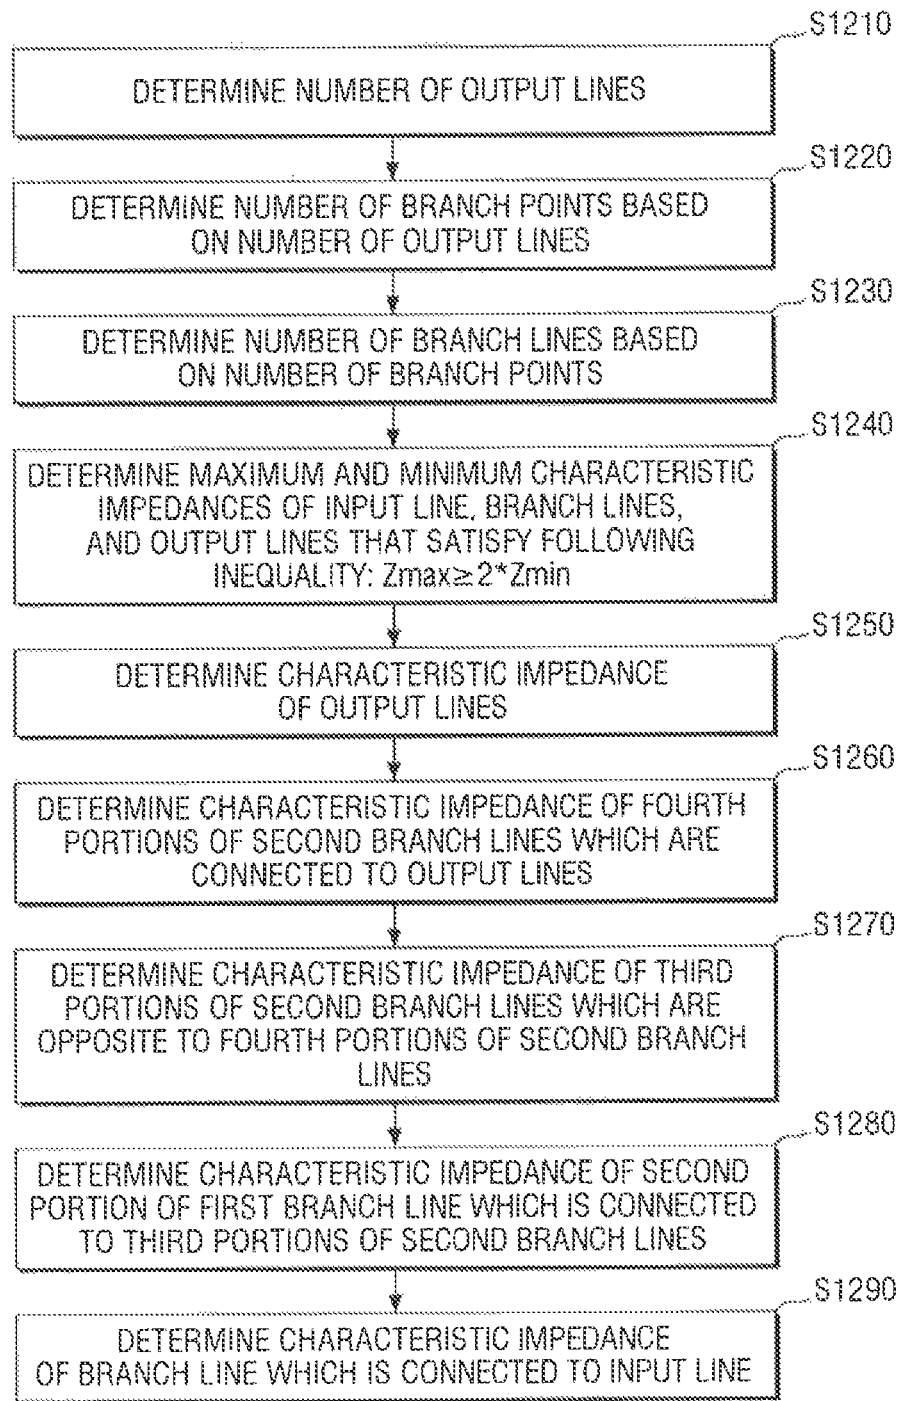 S1210
DETERMINE NUMBER OF OUTPUT LINES
S1220
DETERMINE NUMBER OF BRANCH POINTS BASED
ON NUMBER OF OUTPUT LINES
S1230
DETERMINE NUMBER OF BRANCH LINES BASED
ON NUMBER OF BRANCH POINTS
S1240
DETERMINE MAXIMUM AND MINIMUM CHARACTERISTIC
IMPEDANCES OF INPUT LINE, BRANCH LINES,
AND OUTPUT LINES THAT SATISFY FOLLOWING
INEQUALITY: Zmax≥2*Zmin
S1250
DETERMINE CHARACTERISTIC IMPEDANCE
OF OUTPUT LINES
S1260
DETERMINE CHARACTERISTIC IMPEDANCE OF FOURTH
PORTIONS OF SECOND BRANCH LINES WHICH ARE
CONNECTED TO OUTPUT LINES
S1270
DETERMINE CHARACTERISTIC IMPEDANCE OF THIRD
PORTIONS OF SECOND BRANCH LINES WHICH ARE
OPPOSITE TO FOURTH PORTIONS OF SECOND BRANCH
LINES
S1280
DETERMINE CHARACTERISTIC IMPEDANCE OF SECOND
PORTION OF FIRST BRANCH LINE WHICH IS CONNECTED
TO THIRD PORTIONS OF SECOND BRANCH LINES
S1290
DETERMINE CHARACTERISTIC IMPEDANCE
OF BRANCH LINE WHICH IS CONNECTED TO INPUT LINE